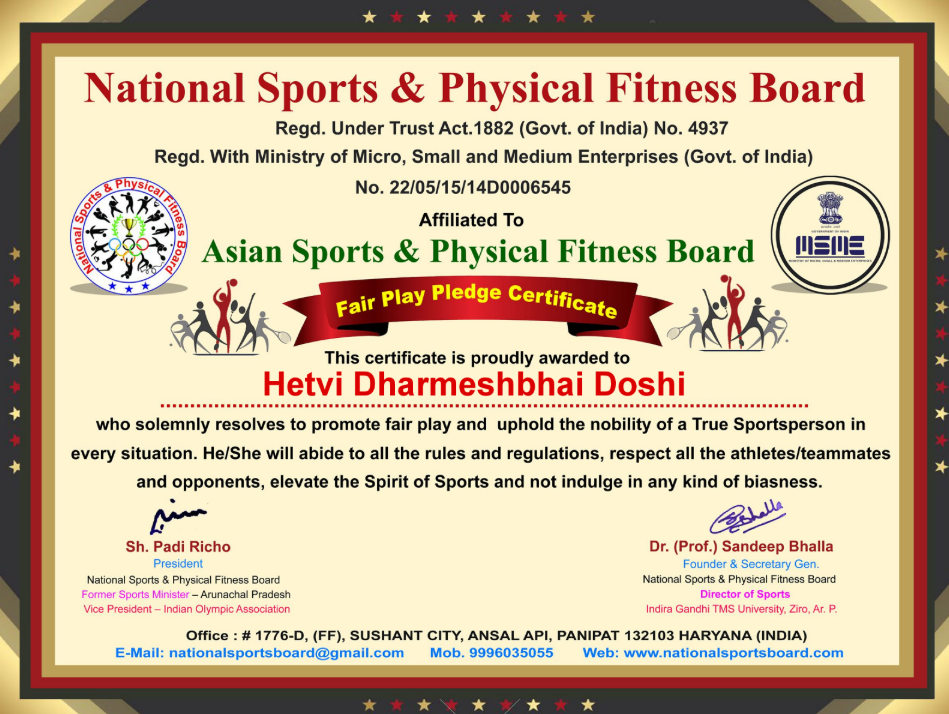 National Sports & Physical Fitness Board
Regd. Under Trust Act.1882 (Govt. of India) No. 4937
Regd. With Ministry of Micro, Small and Medium Enterprises (Govt. of India)
No. 22/05/15/14D0006545
National Sports & Physical Fitness Board
MSME
MINISTRY OF MICRO, SMALL & MEDIUM ENTERPRISES
Affiliated To
Asian Sports & Physical Fitness Board
Fair Play Pledge Certificate
This certificate is proudly awarded to
Hetvi Dharmeshbhai Doshi
who solemnly resolves to promote fair play and uphold the nobility of a True Sportsperson in
every situation. He/She will abide to all the rules and regulations, respect all the athletes/teammates
and opponents, elevate the Spirit of Sports and not indulge in any kind of biasness.
Sh. Padi Richo
President
National Sports & Physical Fitness Board
Former Sports Minister – Arunachal Pradesh
Vice President – Indian Olympic Association
SBhalla
Dr. (Prof.) Sandeep Bhalla
Founder & Secretary Gen.
National Sports & Physical Fitness Board
Director of Sports
Indira Gandhi TMS University, Ziro, Ar. P.
Office : # 1776-D, (FF), SUSHANT CITY, ANSAL API, PANIPAT 132103 HARYANA (INDIA)
E-Mail: nationalsportsboard@gmail.com Mob. 9996035055 Web: www.nationalsportsboard.com